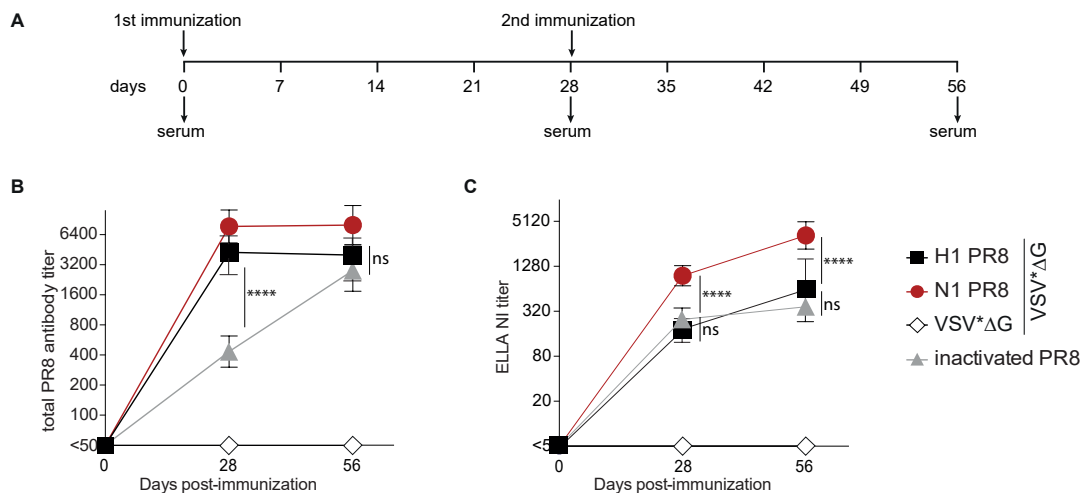 A
1st immunization
2nd immunization
days 0 7 14 21 28 35 42 49 56
serum serum serum
B
total PR8 antibody titer
6400
3200
1600
800
400
200
100
<50
****
ns
0 28 56
Days post-immunization
C
ELLA NI titer
5120
1280
320
80
20
<5
****
ns
****
ns
0 28 56
Days post-immunization
H1 PR8
N1 PR8
VSV*ΔG
inactivated PR8
VSV*ΔG